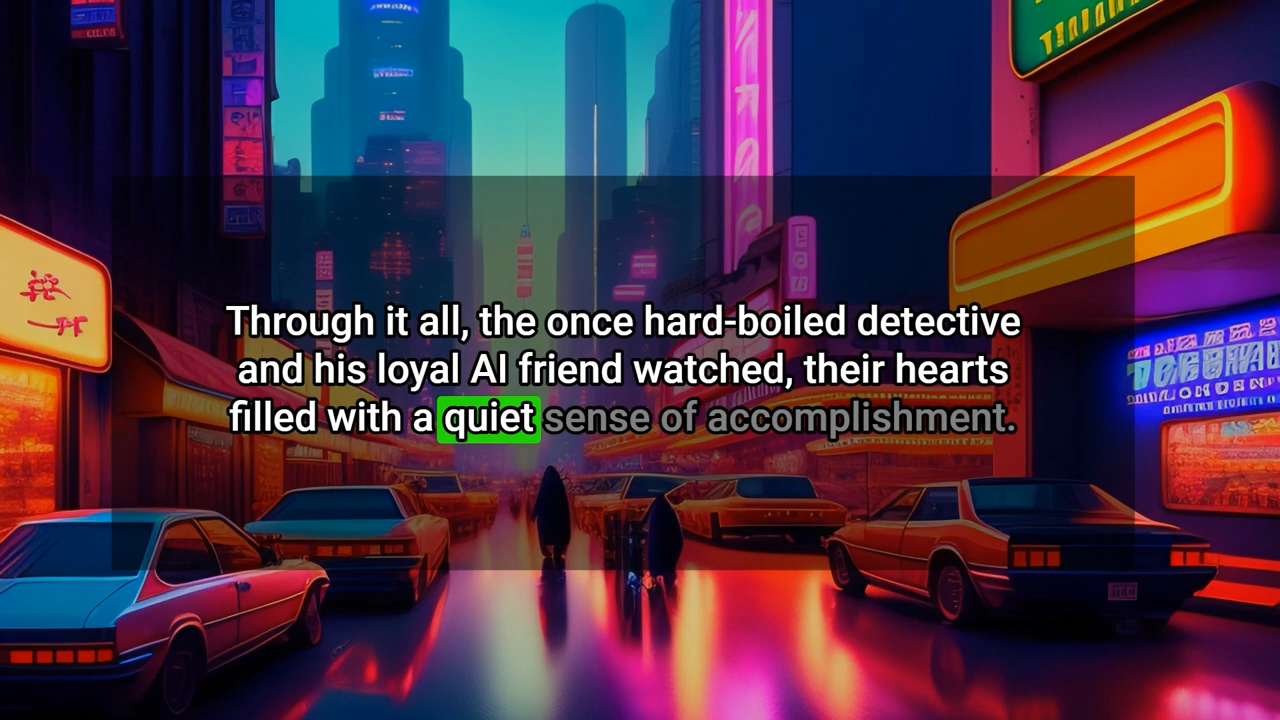 Through it all, the once hard-boiled detective
and his loyal AI friend watched, their hearts
filled with a quiet sense of accomplishment.